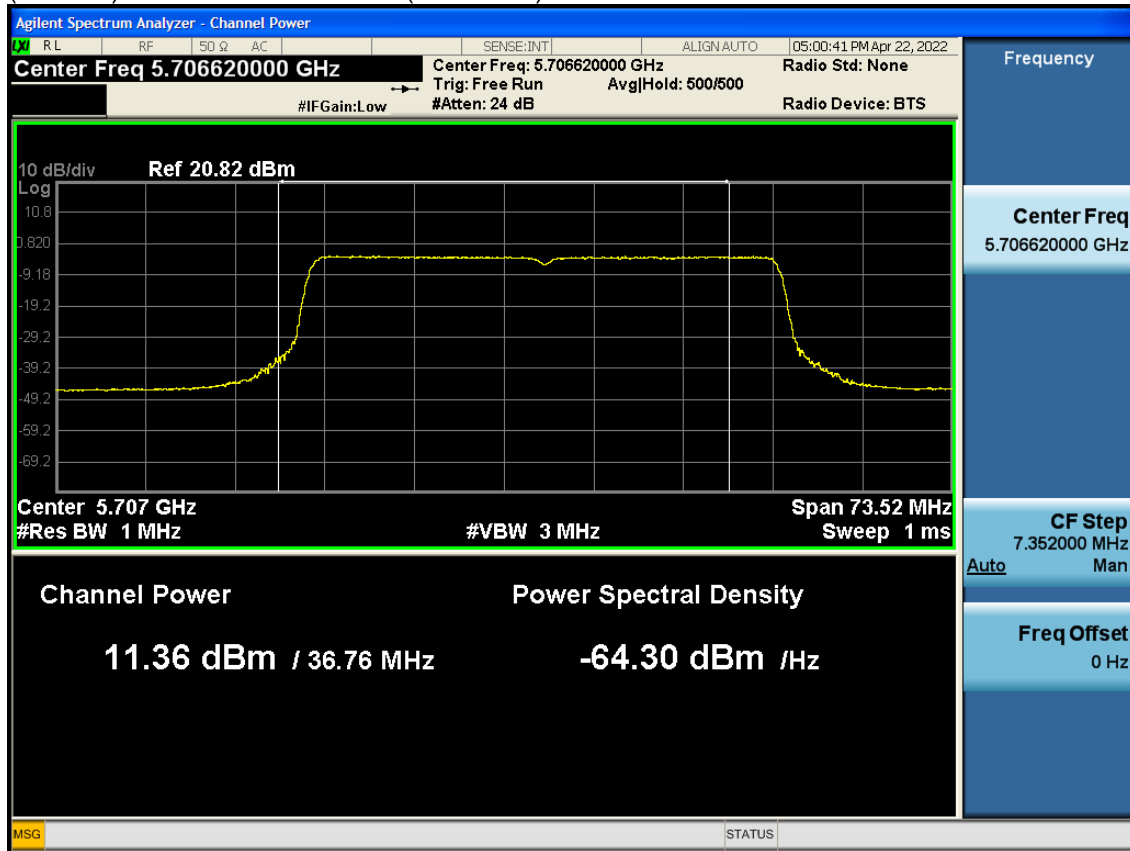 Agilent Spectrum Analyzer - Channel Power
LXI RL RF 50 Ω AC SENSE:INT ALIGN AUTO 05:00:41 PM Apr 22, 2022
Center Freq 5.706620000 GHz
Center Freq: 5.706620000 GHz Radio Std: None
Trig: Free Run Avg|Hold: 500/500
#IFGain:Low #Atten: 24 dB Radio Device: BTS
10 dB/div Ref 20.82 dBm
Log
10.8
0.820
-9.18
-19.2
-29.2
-39.2
-49.2
-59.2
-69.2
Center 5.707 GHz Span 73.52 MHz
#Res BW 1 MHz #VBW 3 MHz Sweep 1 ms
Channel Power Power Spectral Density
11.36 dBm / 36.76 MHz -64.30 dBm /Hz
Frequency
Center Freq
5.706620000 GHz
CF Step
7.352000 MHz
Auto Man
Freq Offset
0 Hz
MSG STATUS